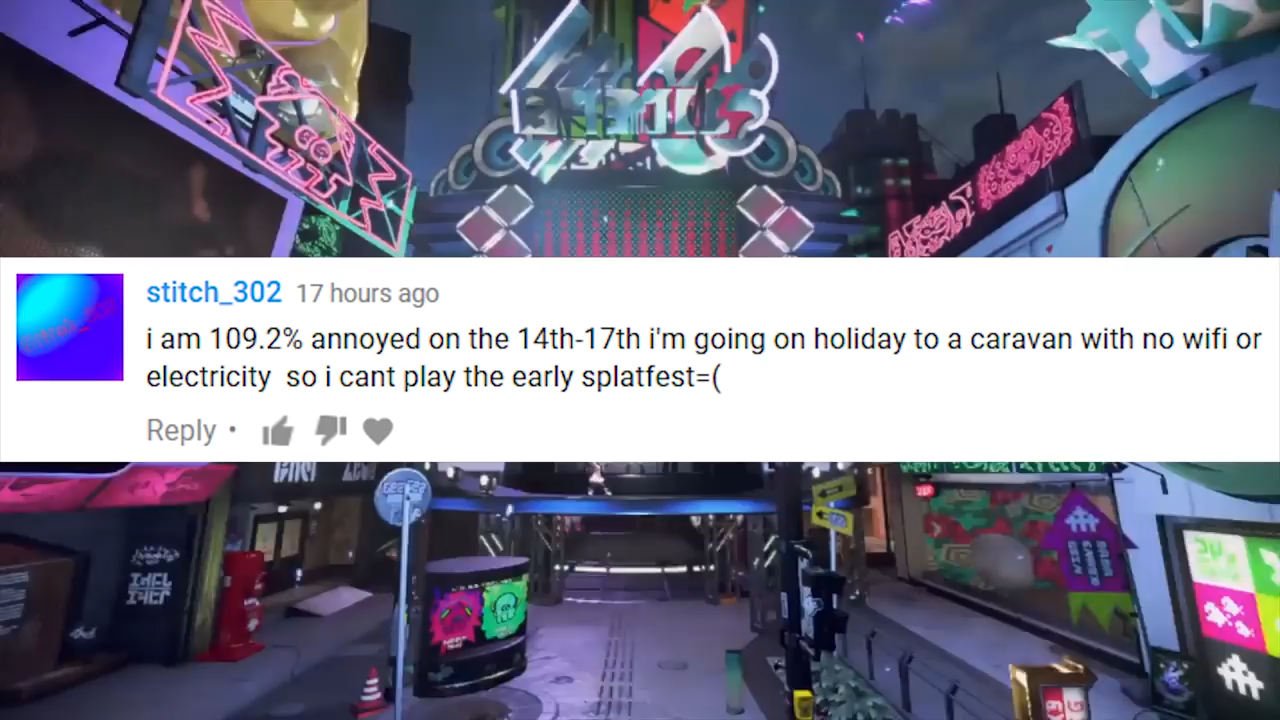 stitch_302 17 hours ago
i am 109.2% annoyed on the 14th-17th i'm going on holiday to a caravan with no wifi or
electricity  so i cant play the early splatfest=(
Reply •